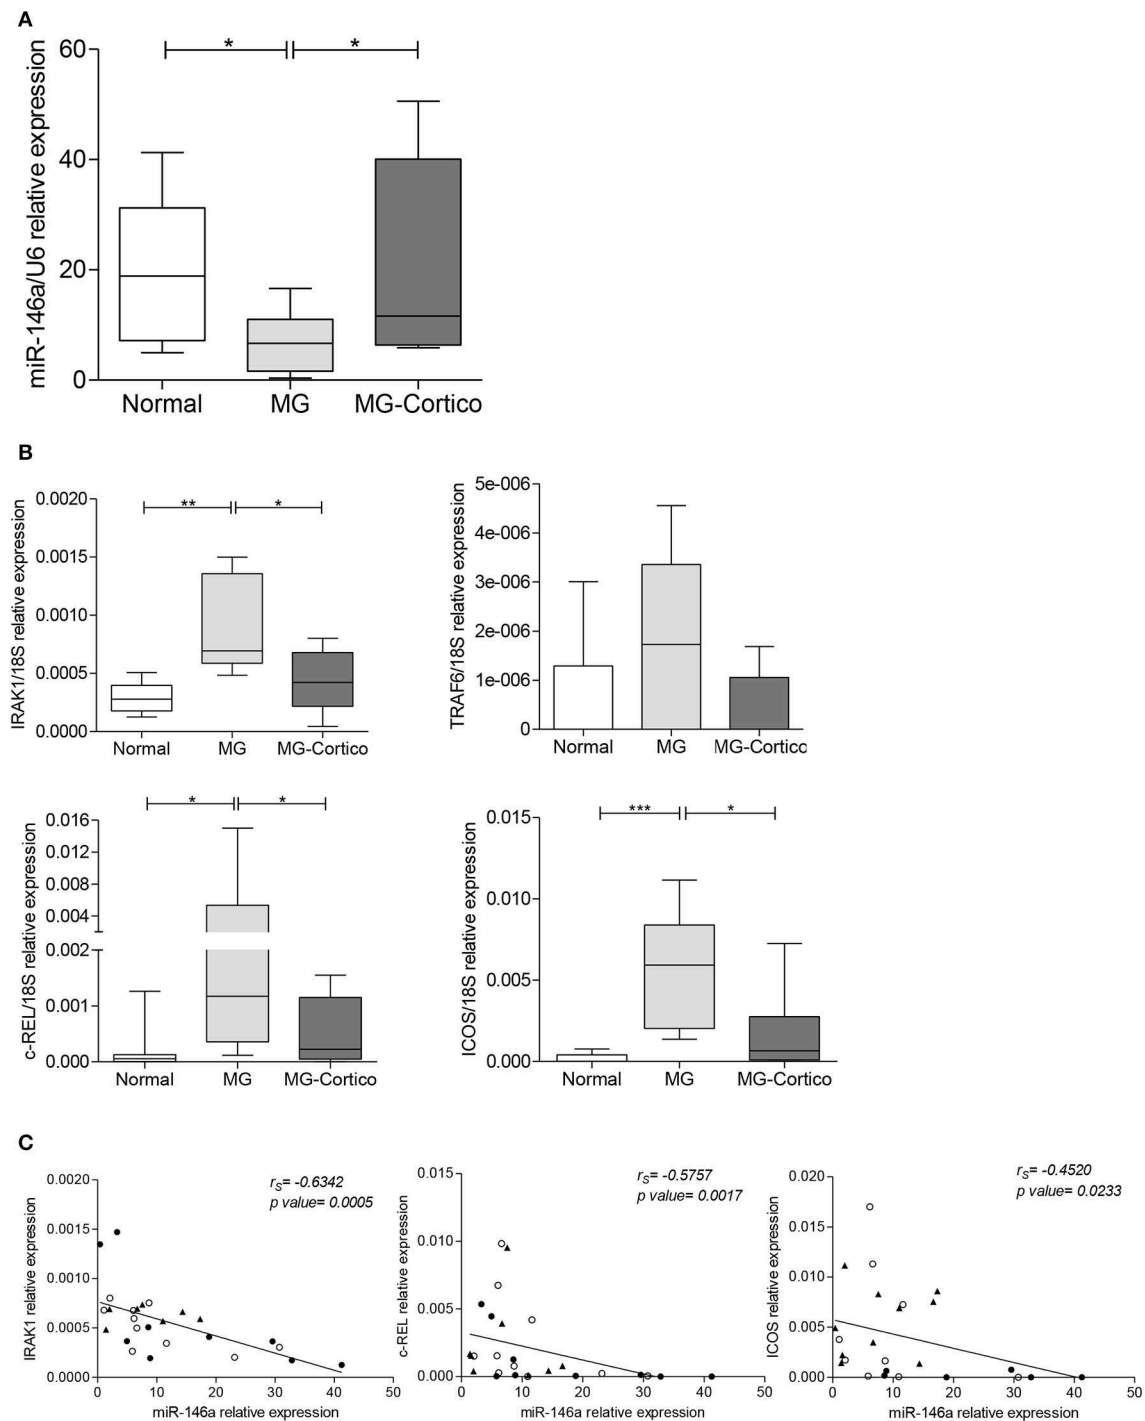 A
* *
miR-146a/U6 relative expression
60
40
20
0
Normal MG MG-Cortico
B
IRAK1/18S relative expression
** *
0.0020
0.0015
0.0010
0.0005
0.0000
Normal MG MG-Cortico
TRAF6/18S relative expression
5e-006
4e-006
3e-006
2e-006
1e-006
0
Normal MG MG-Cortico
c-REL/18S relative expression
* *
0.016
0.012
0.008
0.004
0.002
0.001
0.000
Normal MG MG-Cortico
ICOS/18S relative expression
*** *
0.015
0.010
0.005
0.000
Normal MG MG-Cortico
C
IRAK1 relative expression
rS= -0.6342
p value= 0.0005
0.0020
0.0015
0.0010
0.0005
0.0000
0 10 20 30 40 50
miR-146a relative expression
c-REL relative expression
rS= -0.5757
p value= 0.0017
0.015
0.010
0.005
0.000
0 10 20 30 40 50
miR-146a relative expression
ICOS relative expression
rS= -0.4520
p value= 0.0233
0.020
0.015
0.010
0.005
0.000
0 10 20 30 40 50
miR-146a relative expression